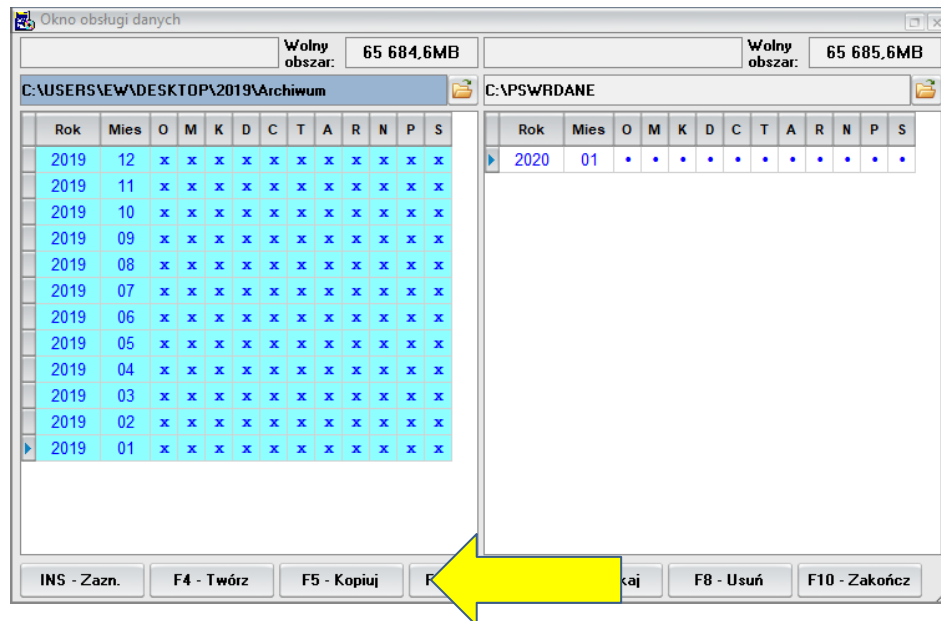 Okno obsługi danych
Wolny obszar: 65 684,6MB Wolny obszar: 65 685,6MB
C:\USERS\EW\DESKTOP\2019\Archiwum C:\PSWRDANE
Rok Mies O M K D C T A R N P S Rok Mies O M K D C T A R N P S
2019 12 x x x x x x x x x x x 2020 01 • • • • • • • • • • •
2019 11 x x x x x x x x x x x
2019 10 x x x x x x x x x x x
2019 09 x x x x x x x x x x x
2019 08 x x x x x x x x x x x
2019 07 x x x x x x x x x x x
2019 06 x x x x x x x x x x x
2019 05 x x x x x x x x x x x
2019 04 x x x x x x x x x x x
2019 03 x x x x x x x x x x x
2019 02 x x x x x x x x x x x
2019 01 x x x x x x x x x x x
INS - Zazn. F4 - Twórz F5 - Kopiuj F8 - Usuń F10 - Zakończ